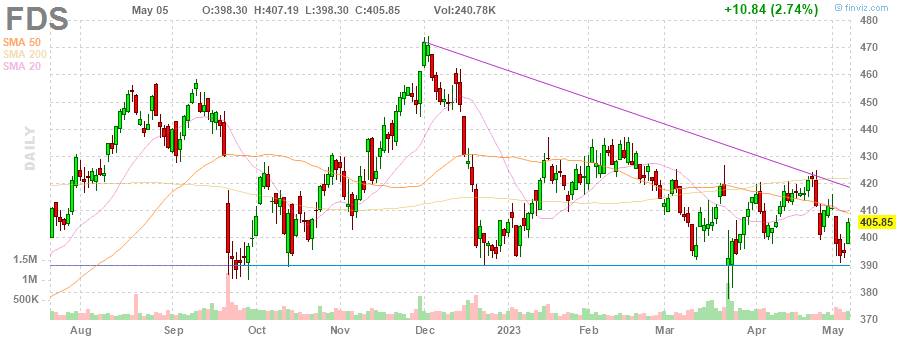 FDS May 05 O:398.30 H:407.19 L:398.30 C:405.85 Vol:240.78K +10.84 (2.74%) © finviz.com
SMA 50
SMA 200
SMA 20
DAILY
480
470
460
450
440
430
420
410
405.85
400
390
380
370
1.5M
1M
500K
Aug Sep Oct Nov Dec 2023 Feb Mar Apr May